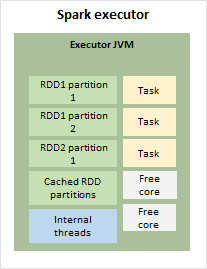 Spark executor
Executor JVM
RDD1 partition
1
Task
RDD1 partition
2
Task
RDD2 partition
1
Task
Cached RDD
partitions
Free
core
Internal
threads
Free
core